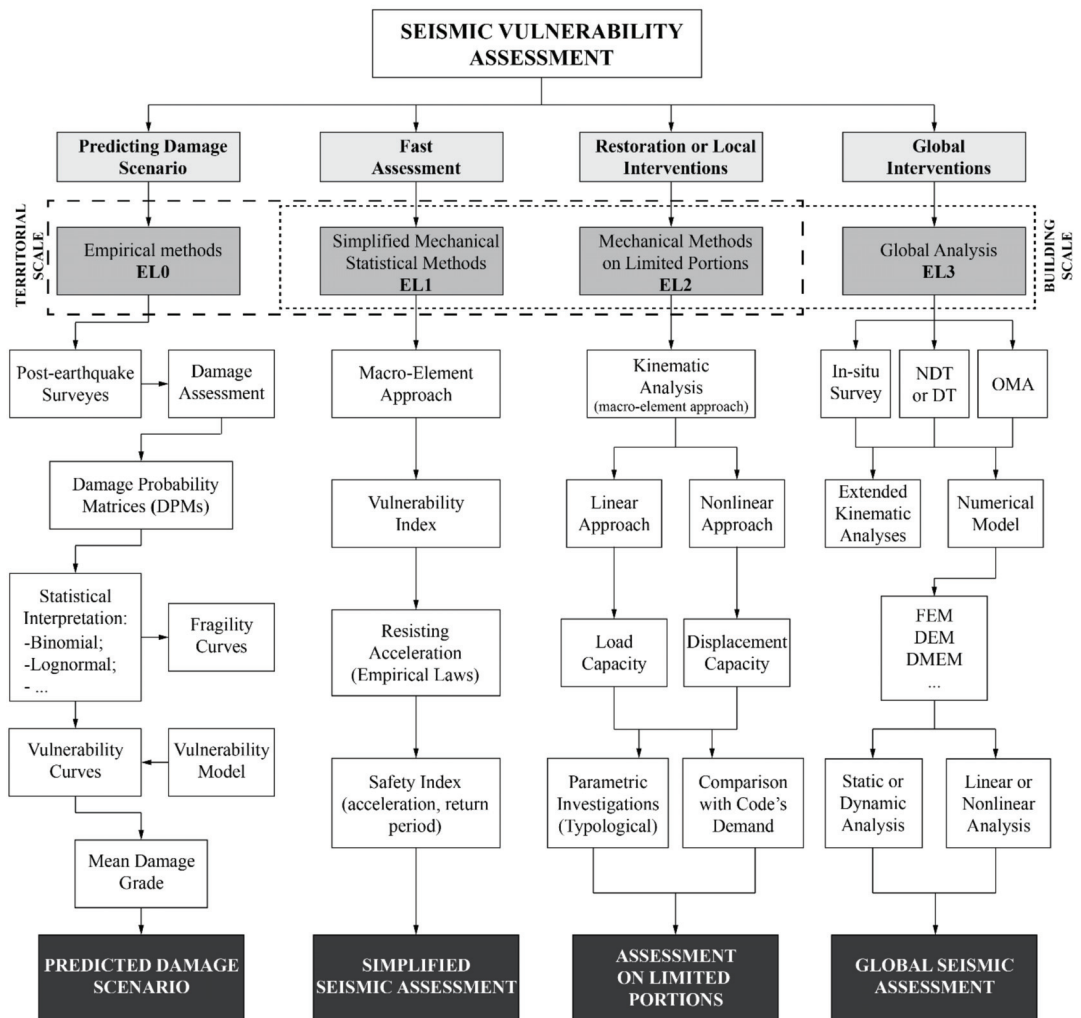 SEISMIC VULNERABILITY
ASSESSMENT
Predicting Damage
Scenario
Fast
Assessment
Restoration or Local
Interventions
Global
Interventions
TERRITORIAL
SCALE
Empirical methods
EL0
Simplified Mechanical
Statistical Methods
EL1
Mechanical Methods
on Limited Portions
EL2
Global Analysis
EL3
BUILDING
SCALE
Post-earthquake
Surveyes
Damage
Assessment
Macro-Element
Approach
Kinematic
Analysis
(macro-element approach)
In-situ
Survey
NDT
or DT
OMA
Damage Probability
Matrices (DPMs)
Vulnerability
Index
Linear
Approach
Nonlinear
Approach
Extended
Kinematic
Analyses
Numerical
Model
Statistical
Interpretation:
-Binomial;
-Lognormal;
- ...
Fragility
Curves
Resisting
Acceleration
(Empirical Laws)
Load
Capacity
Displacement
Capacity
FEM
DEM
DMEM
...
Vulnerability
Curves
Vulnerability
Model
Safety Index
(acceleration, return
period)
Parametric
Investigations
(Typological)
Comparison
with Code's
Demand
Static or
Dynamic
Analysis
Linear or
Nonlinear
Analysis
Mean Damage
Grade
PREDICTED DAMAGE
SCENARIO
SIMPLIFIED
SEISMIC ASSESSMENT
ASSESSMENT
ON LIMITED
PORTIONS
GLOBAL SEISMIC
ASSESSMENT